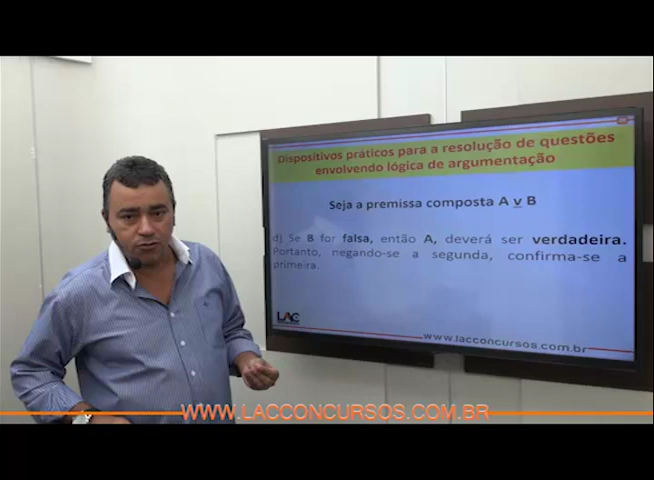 Dispositivos práticos para a resolução de questões
envolvendo lógica de argumentação
Seja a premissa composta A v B
d) Se B for falsa, então A, deverá ser verdadeira.
Portanto, negando-se a segunda, confirma-se a
primeira.
LAC
www.lacconcursos.com.br
WWW.LACCONCURSOS.COM.BR